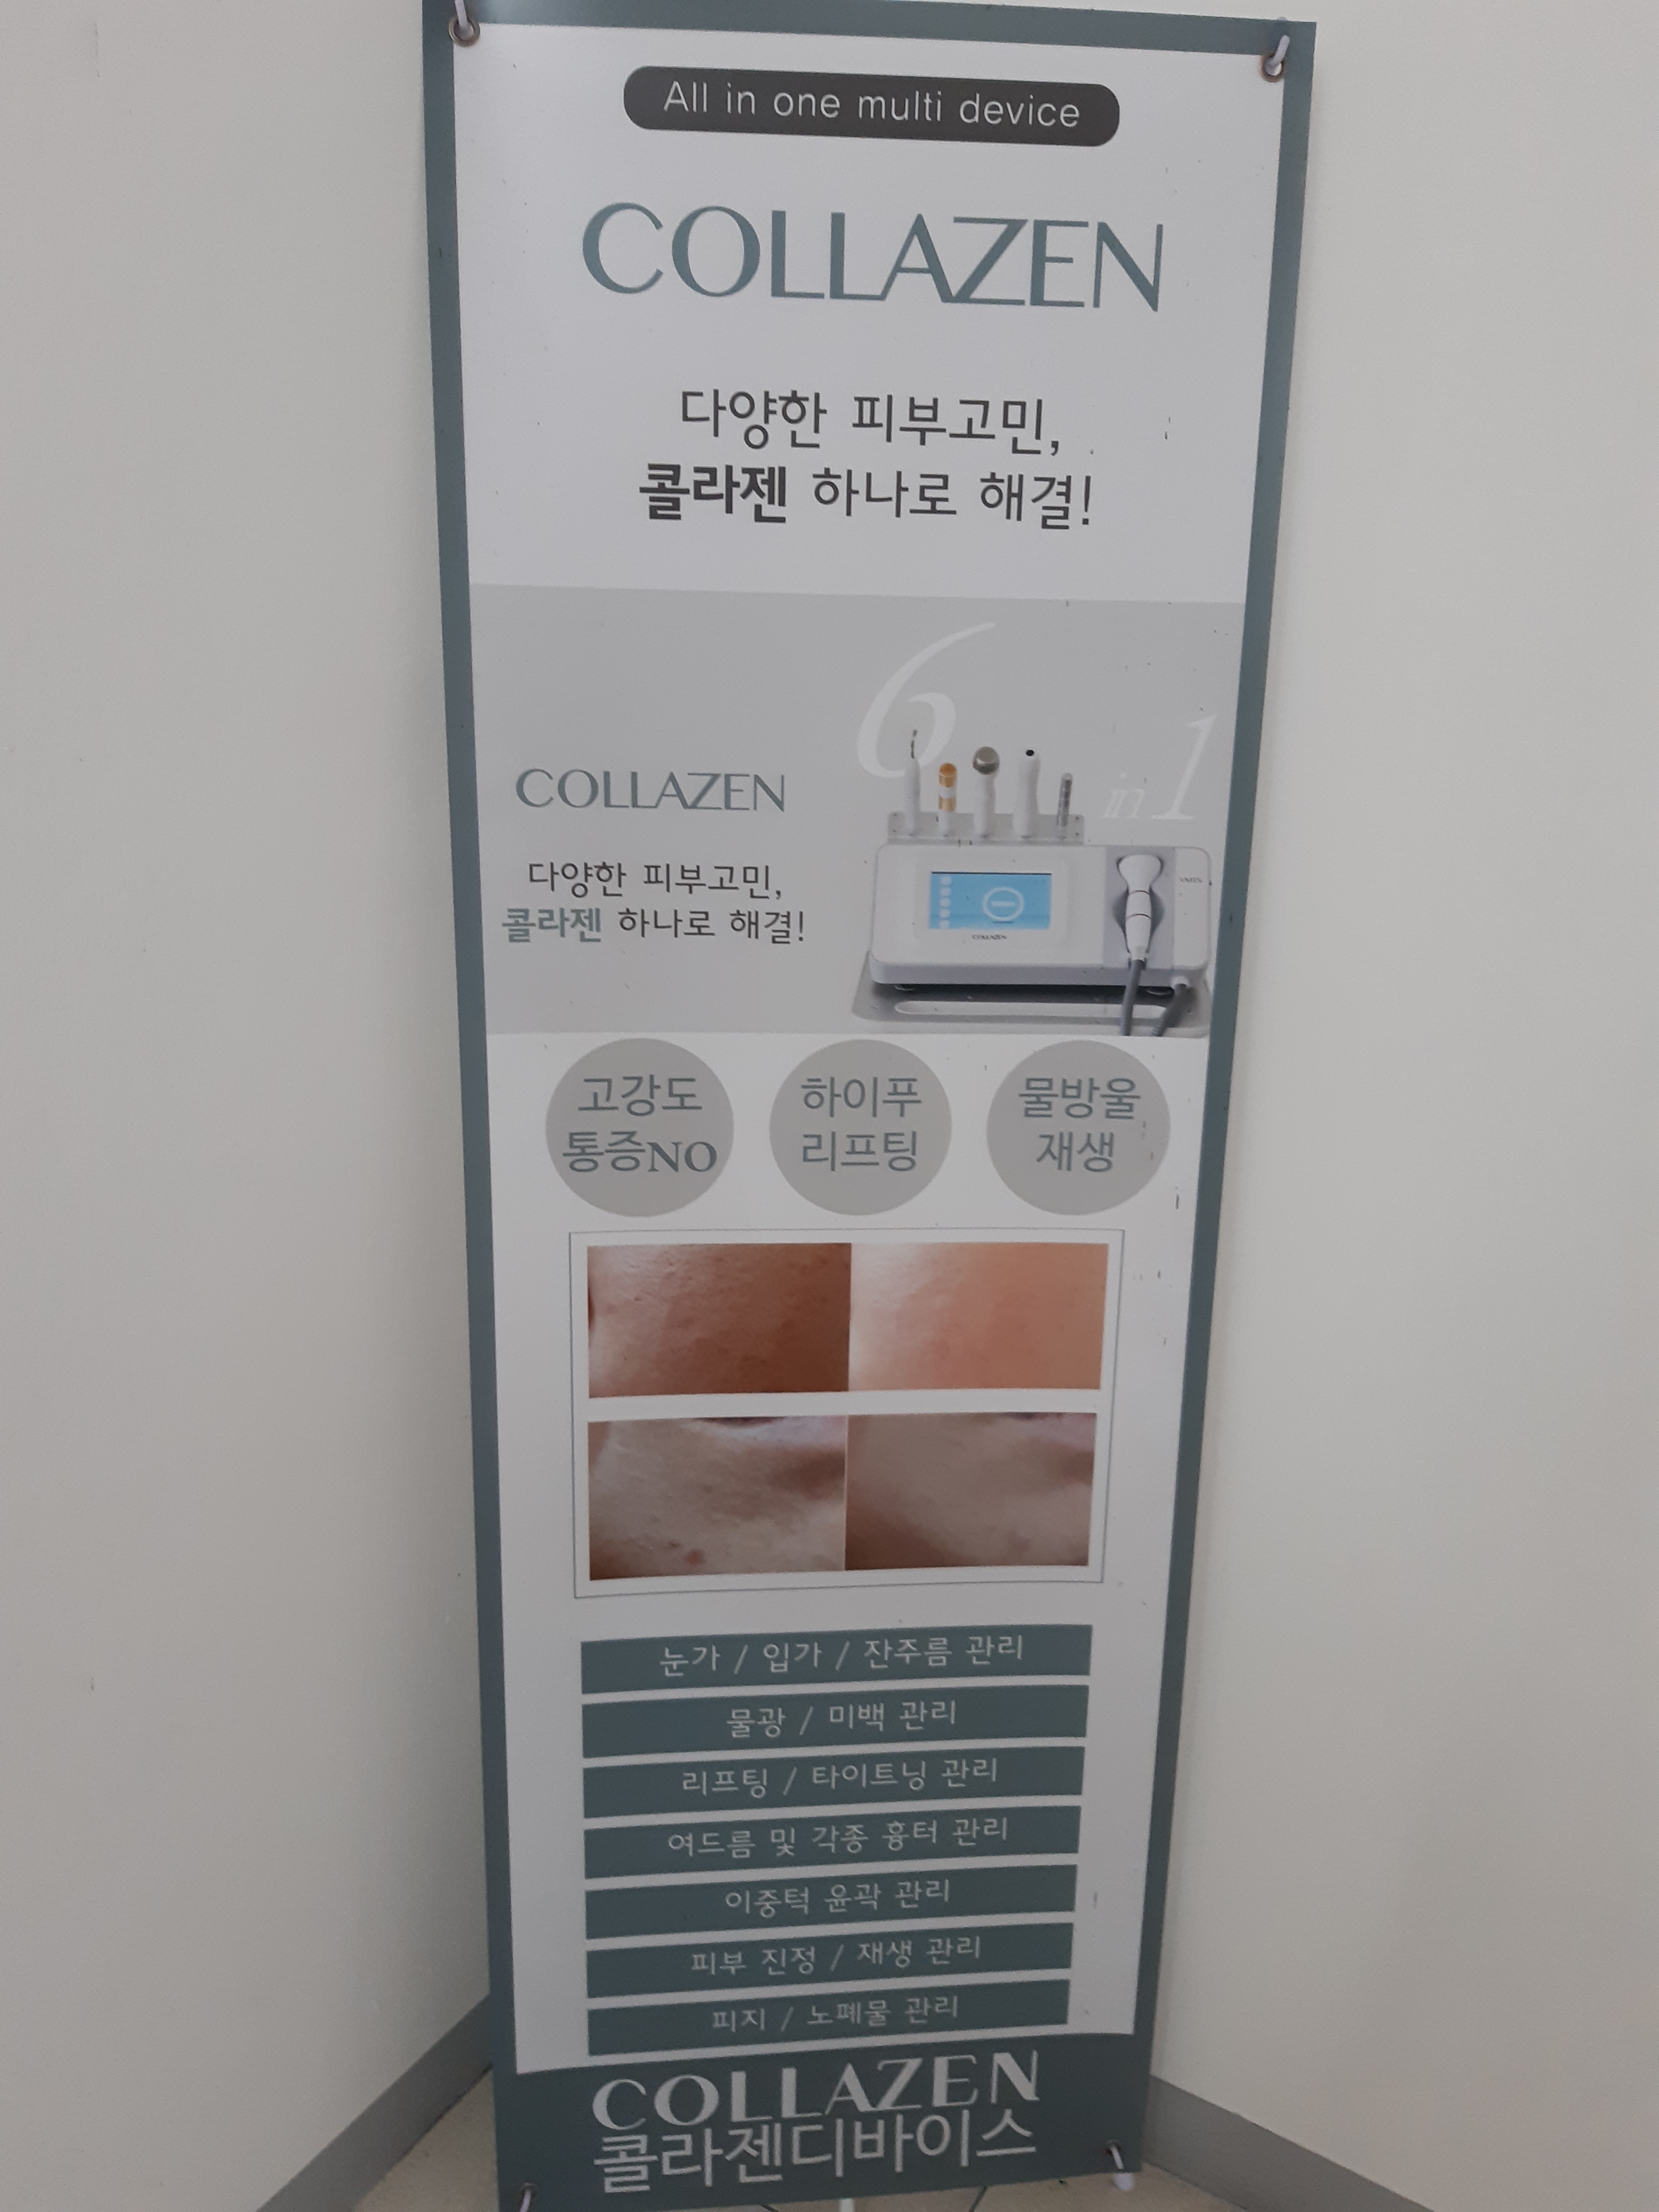 All in one multi device
COLLAZEN
다양한 피부고민,
콜라젠 하나로 해결!
6 in 1
COLLAZEN
다양한 피부고민,
콜라젠 하나로 해결!
COLLAZEN
고강도
통증NO
하이푸
리프팅
물방울
재생
눈가 / 입가 / 잔주름 관리
물광 / 미백 관리
리프팅 / 타이트닝 관리
여드름 및 각종 흉터 관리
이중턱 윤곽 관리
피부 진정 / 재생 관리
피지 / 노폐물 관리
COLLAZEN
콜라젠디바이스